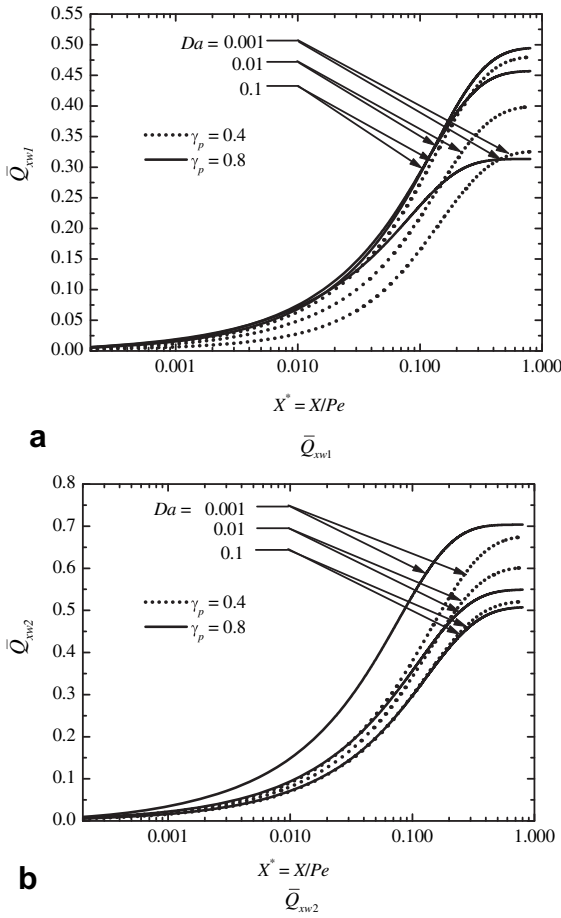 0.55
0.50
0.45
0.40
0.35
0.30
0.25
0.20
0.15
0.10
0.05
0.00
Q̅xw1
Da = 0.001
0.01
0.1
γp = 0.4
γp = 0.8
0.001 0.010 0.100 1.000
X* = X/Pe
a
Q̅xw1
0.8
0.7
0.6
0.5
0.4
0.3
0.2
0.1
0.0
Q̅xw2
Da = 0.001
0.01
0.1
γp = 0.4
γp = 0.8
0.001 0.010 0.100 1.000
X* = X/Pe
b
Q̅xw2